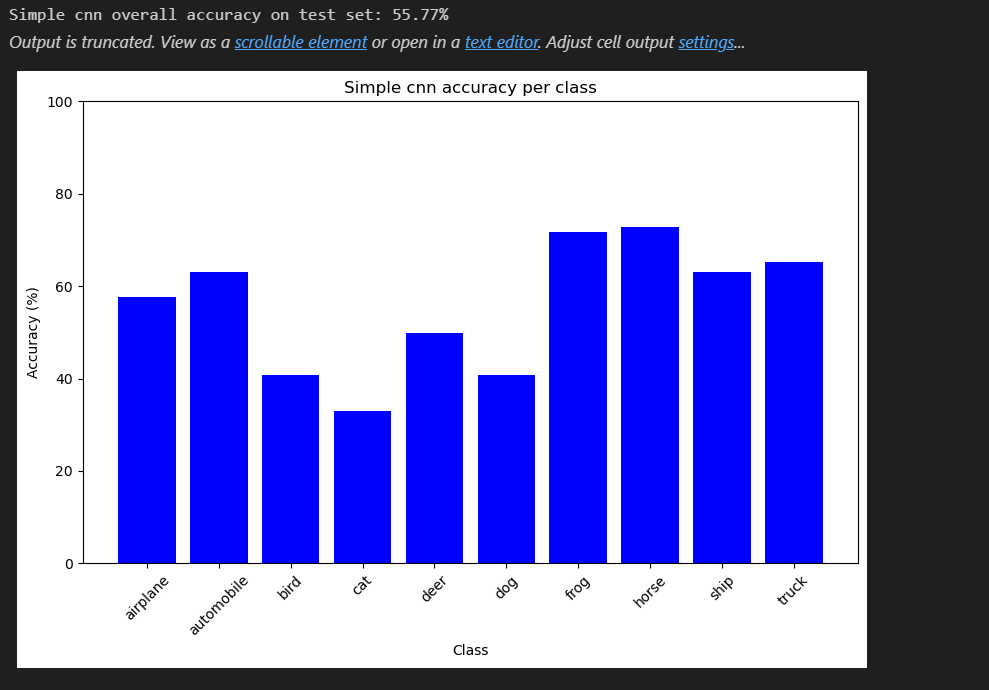 Simple cnn overall accuracy on test set: 55.77%
Output is truncated. View as a scrollable element or open in a text editor. Adjust cell output settings...
Simple cnn accuracy per class
100
80
60
40
20
0
Accuracy (%)
airplane
automobile
bird
cat
deer
dog
frog
horse
ship
truck
Class